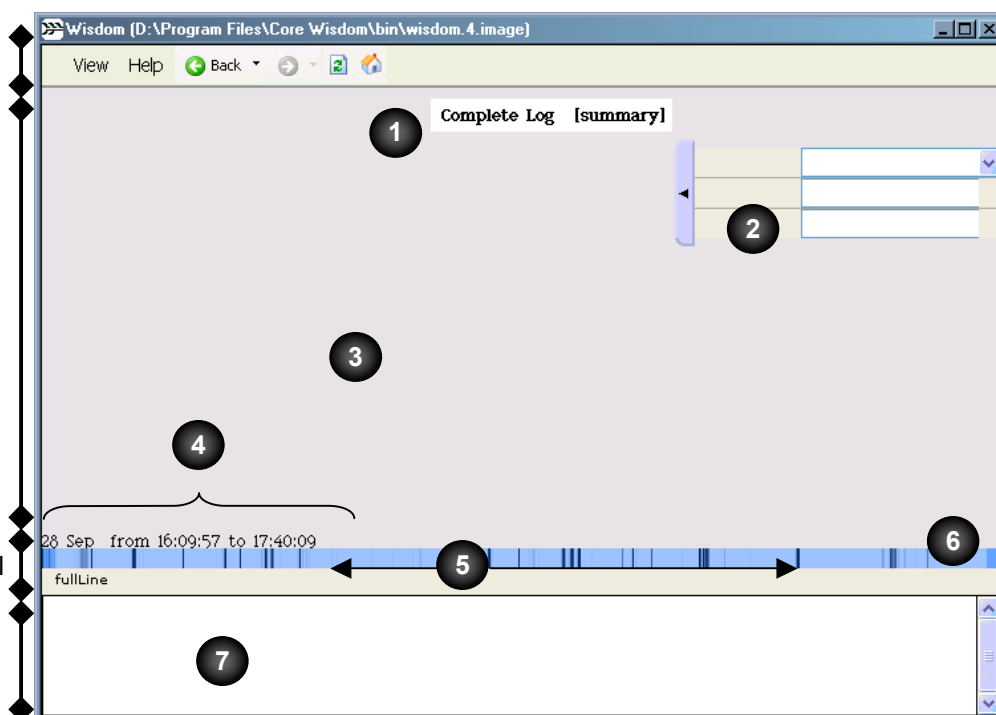 Wisdom (D:\Program Files\Core Wisdom\bin\wisdom.4.image)
View Help Back
1
Complete Log [summary]
2
3
4
28 Sep from 16:09:57 to 17:40:09
5
6
fullLine
7